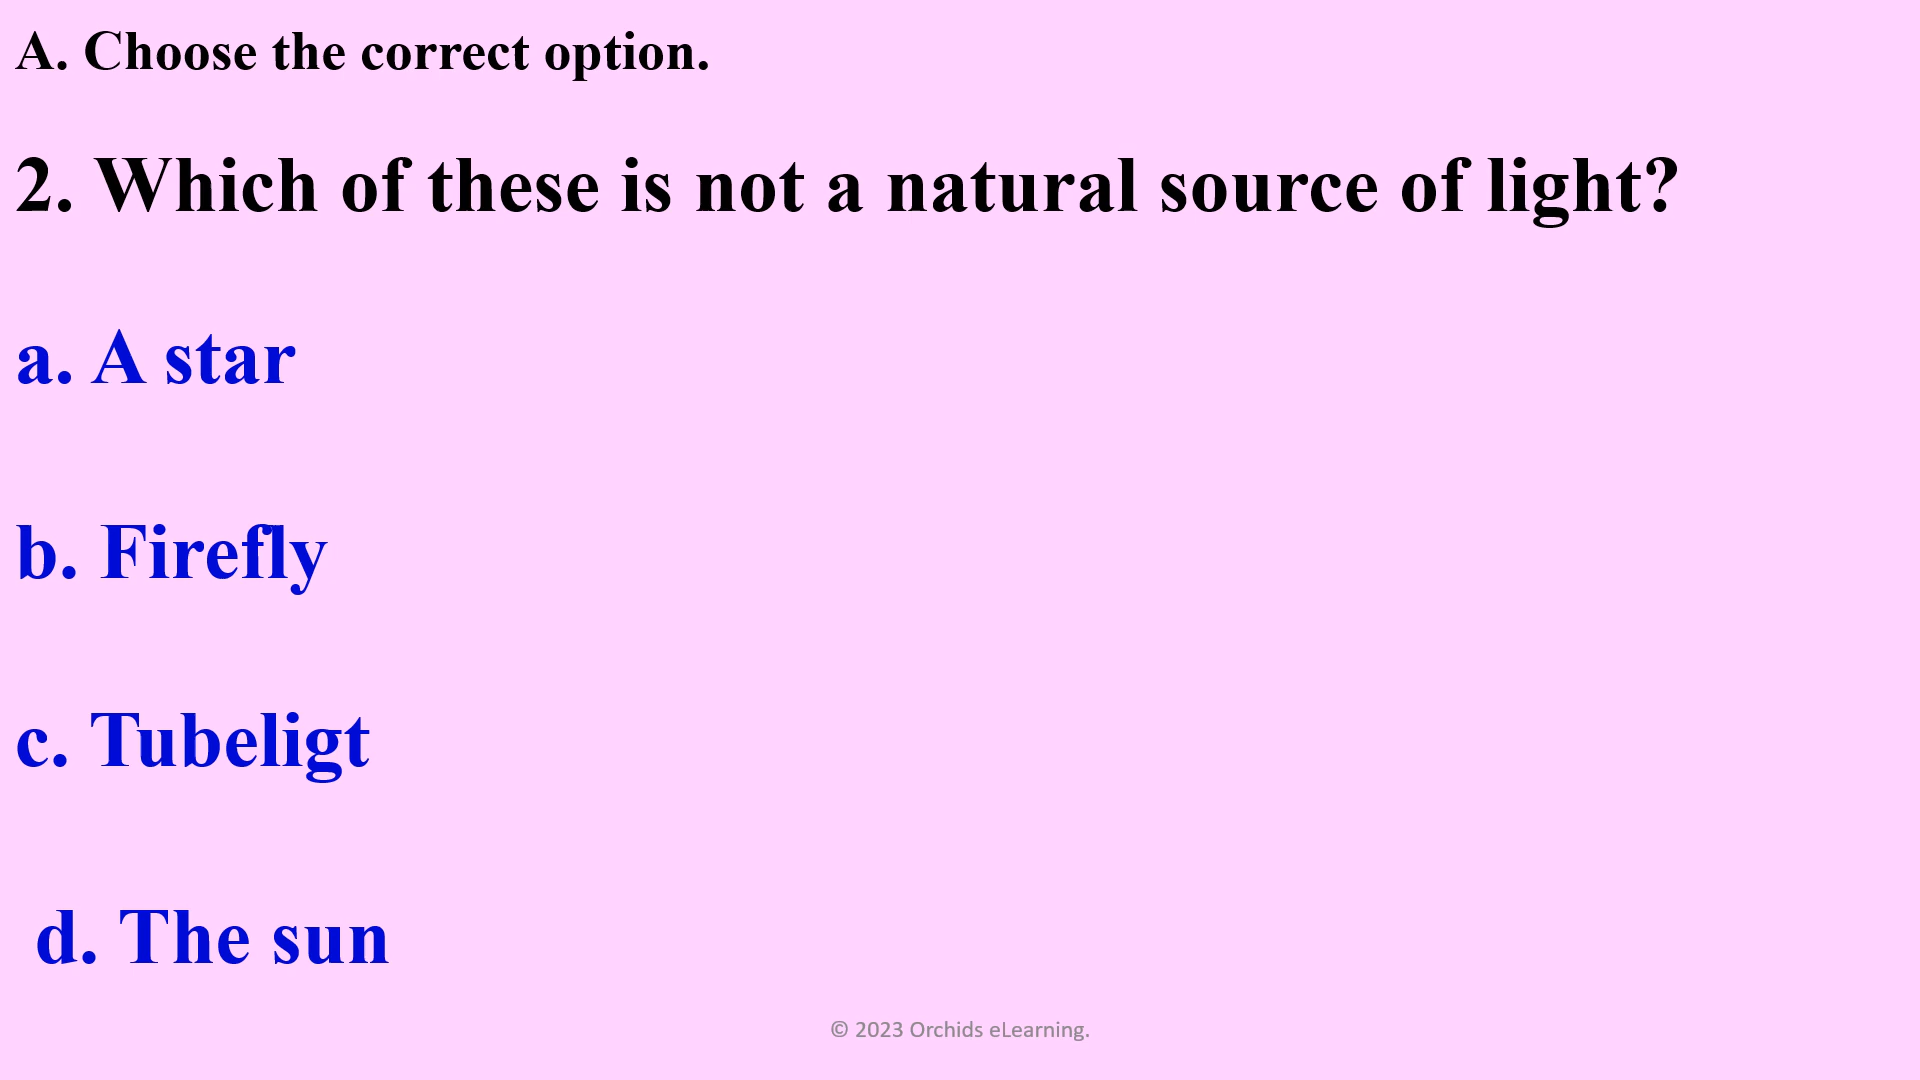 A. Choose the correct option.
2. Which of these is not a natural source of light?
a. A star
b. Firefly
c. Tubeligt
d. The sun
© 2023 Orchids eLearning.